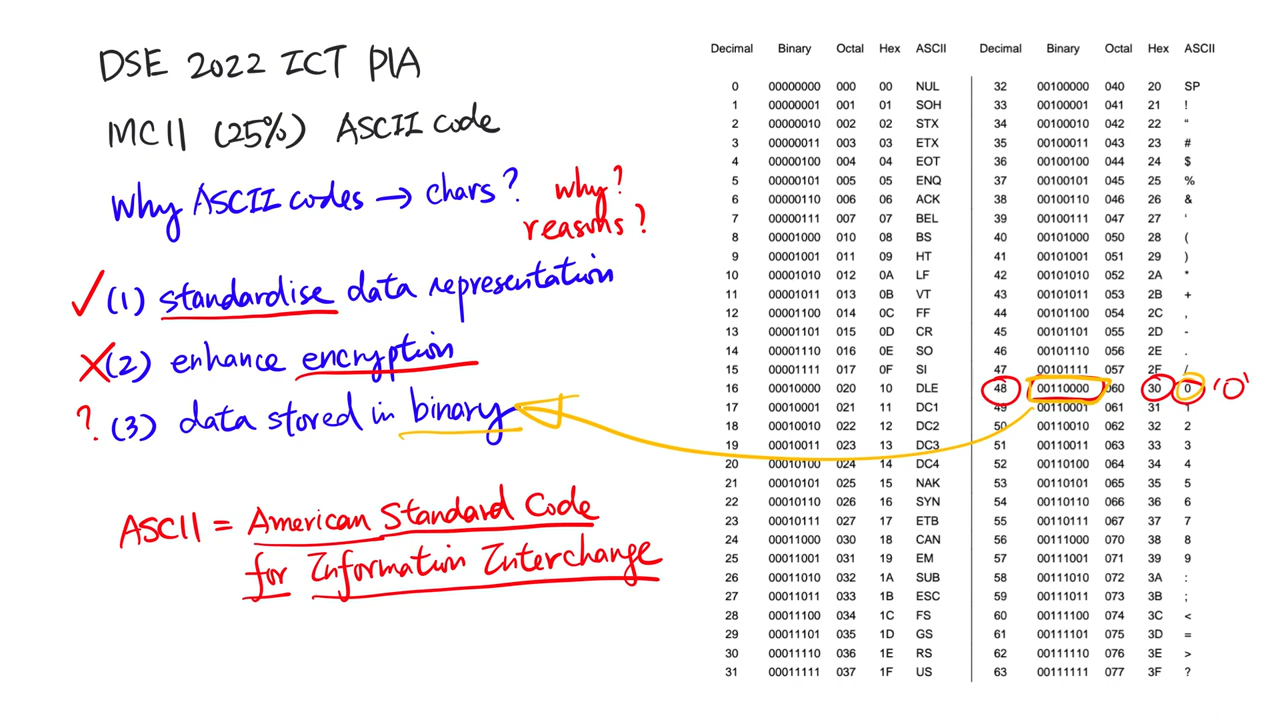 DSE 2022 ICT P1A
MC11 (25%) ASCII code
Why ASCII codes → chars?
why?
reasons?
✓ (1) standardise data representation
✗ (2) enhance encryption
? (3) data stored in binary
ASCII = American Standard Code
for Information Interchange
Decimal Binary Octal Hex ASCII Decimal Binary Octal Hex ASCII
0 00000000 000 00 NUL 32 00100000 040 20 SP
1 00000001 001 01 SOH 33 00100001 041 21 !
2 00000010 002 02 STX 34 00100010 042 22 “
3 00000011 003 03 ETX 35 00100011 043 23 #
4 00000100 004 04 EOT 36 00100100 044 24 $
5 00000101 005 05 ENQ 37 00100101 045 25 %
6 00000110 006 06 ACK 38 00100110 046 26 &
7 00000111 007 07 BEL 39 00100111 047 27 ‘
8 00001000 010 08 BS 40 00101000 050 28 (
9 00001001 011 09 HT 41 00101001 051 29 )
10 00001010 012 0A LF 42 00101010 052 2A *
11 00001011 013 0B VT 43 00101011 053 2B +
12 00001100 014 0C FF 44 00101100 054 2C ,
13 00001101 015 0D CR 45 00101101 055 2D -
14 00001110 016 0E SO 46 00101110 056 2E .
15 00001111 017 0F SI 47 00101111 057 2F /
16 00010000 020 10 DLE 48 00110000 060 30 0 '0'
17 00010001 021 11 DC1 49 00110001 061 31 1
18 00010010 022 12 DC2 50 00110010 062 32 2
19 00010011 023 13 DC3 51 00110011 063 33 3
20 00010100 024 14 DC4 52 00110100 064 34 4
21 00010101 025 15 NAK 53 00110101 065 35 5
22 00010110 026 16 SYN 54 00110110 066 36 6
23 00010111 027 17 ETB 55 00110111 067 37 7
24 00011000 030 18 CAN 56 00111000 070 38 8
25 00011001 031 19 EM 57 00111001 071 39 9
26 00011010 032 1A SUB 58 00111010 072 3A :
27 00011011 033 1B ESC 59 00111011 073 3B ;
28 00011100 034 1C FS 60 00111100 074 3C <
29 00011101 035 1D GS 61 00111101 075 3D =
30 00011110 036 1E RS 62 00111110 076 3E >
31 00011111 037 1F US 63 00111111 077 3F ?